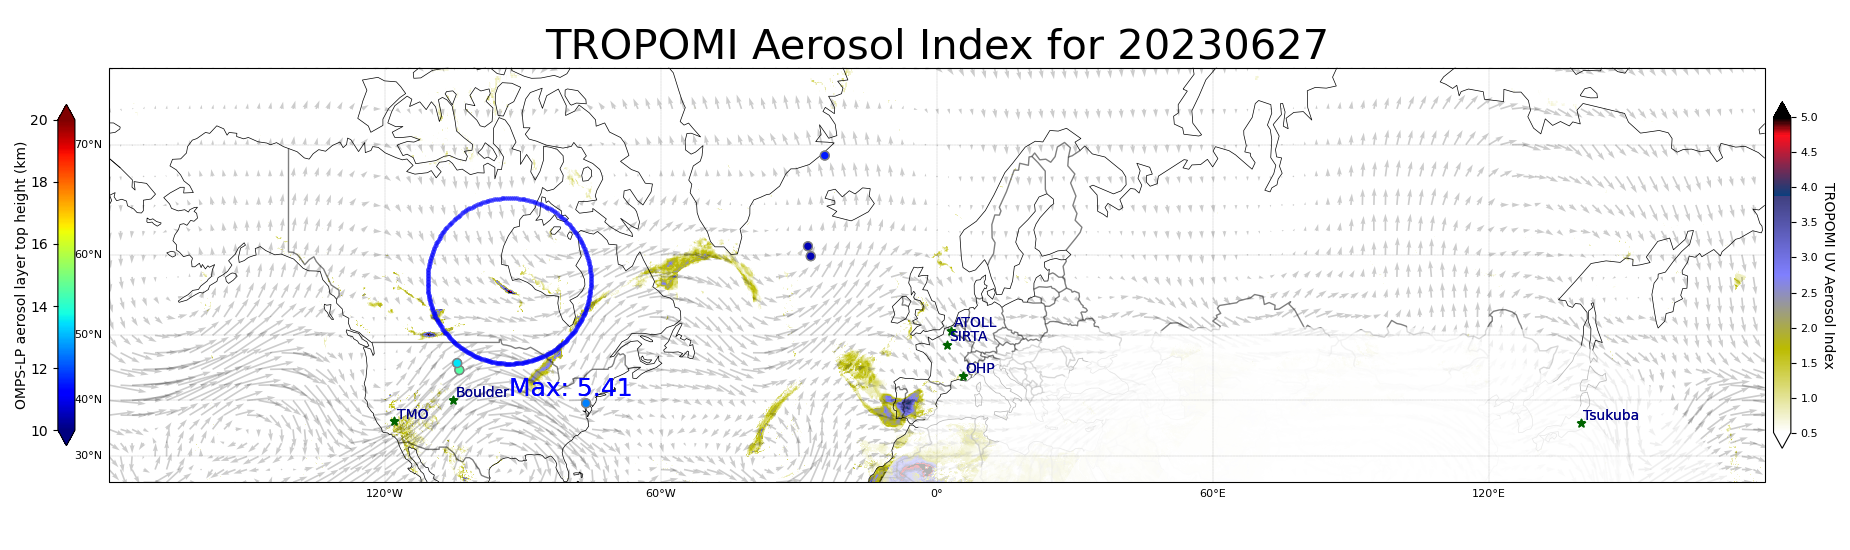 TROPOMI Aerosol Index for 20230627
OMPS-LP aerosol layer top height (km)
20
18
16
14
12
10
70°N
60°N
50°N
40°N
30°N
120°W
60°W
0°
60°E
120°E
TMO
Boulder
Max: 5.41
ATOLL
SIRTA
OHP
Tsukuba
5.0
4.5
4.0
3.5
3.0
2.5
2.0
1.5
1.0
0.5
TROPOMI UV Aerosol Index